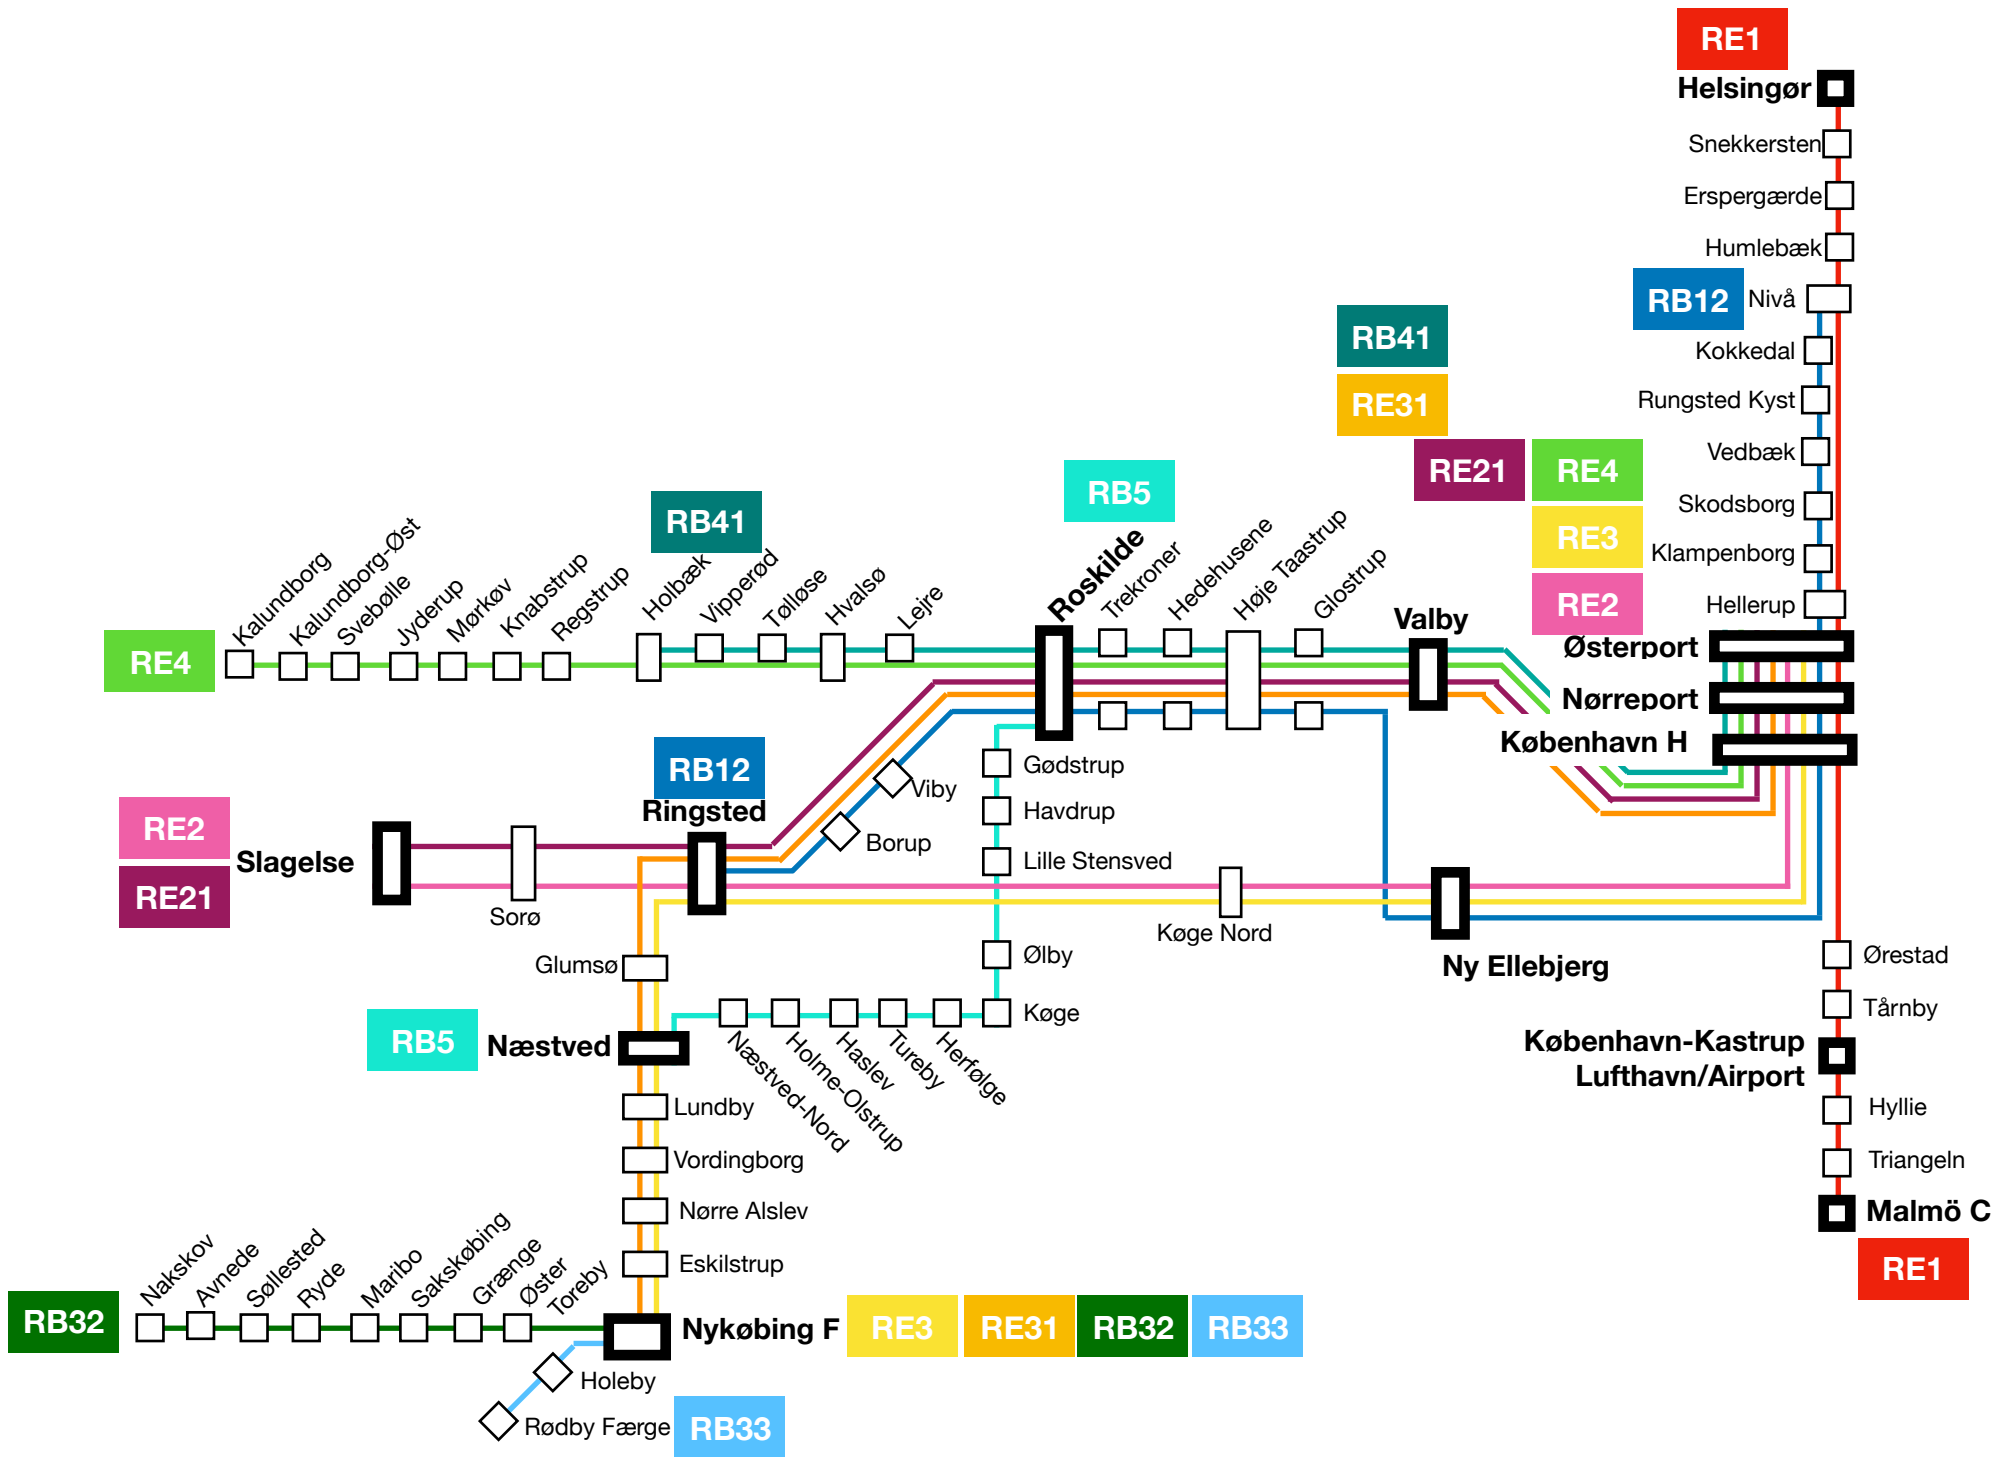 RE1
Helsingør
Snekkersten
Erspergærde
Humlebæk
RB12
Nivå
RB41
Kokkedal
RE31
Rungsted Kyst
RE21
RE4
Vedbæk
RB5
Skodsborg
RB41
RE3
Klampenborg
RE2
Hellerup
Kalundborg
Kalundborg-Øst
Svebølle
Jyderup
Mørkøv
Knabstrup
Regstrup
Holbæk
Vipperød
Tølløse
Hvalsø
Lejre
Roskilde
Trekroner
Hedehusene
Høje Taastrup
Glostrup
Valby
RE4
Østerport
Nørreport
København H
RB12
Ringsted
Viby
Borup
Gødstrup
Havdrup
Lille Stensved
RE2
Slagelse
RE21
Sorø
Køge Nord
Ny Ellebjerg
Glumsø
Ølby
Ørestad
RB5
Næstved
Køge
Tårnby
Næstved-Nord
Holme-Olstrup
Haslev
Tureby
Herfølge
København-Kastrup
Lufthavn/Airport
Lundby
Hyllie
Vordingborg
Triangeln
Nørre Alslev
Malmö C
Eskilstrup
RE1
RB32
Nakskov
Avnede
Søllested
Ryde
Maribo
Sakskøbing
Grænge
Øster
Toreby
Nykøbing F
RE3
RE31
RB32
RB33
Holeby
Rødby Færge
RB33